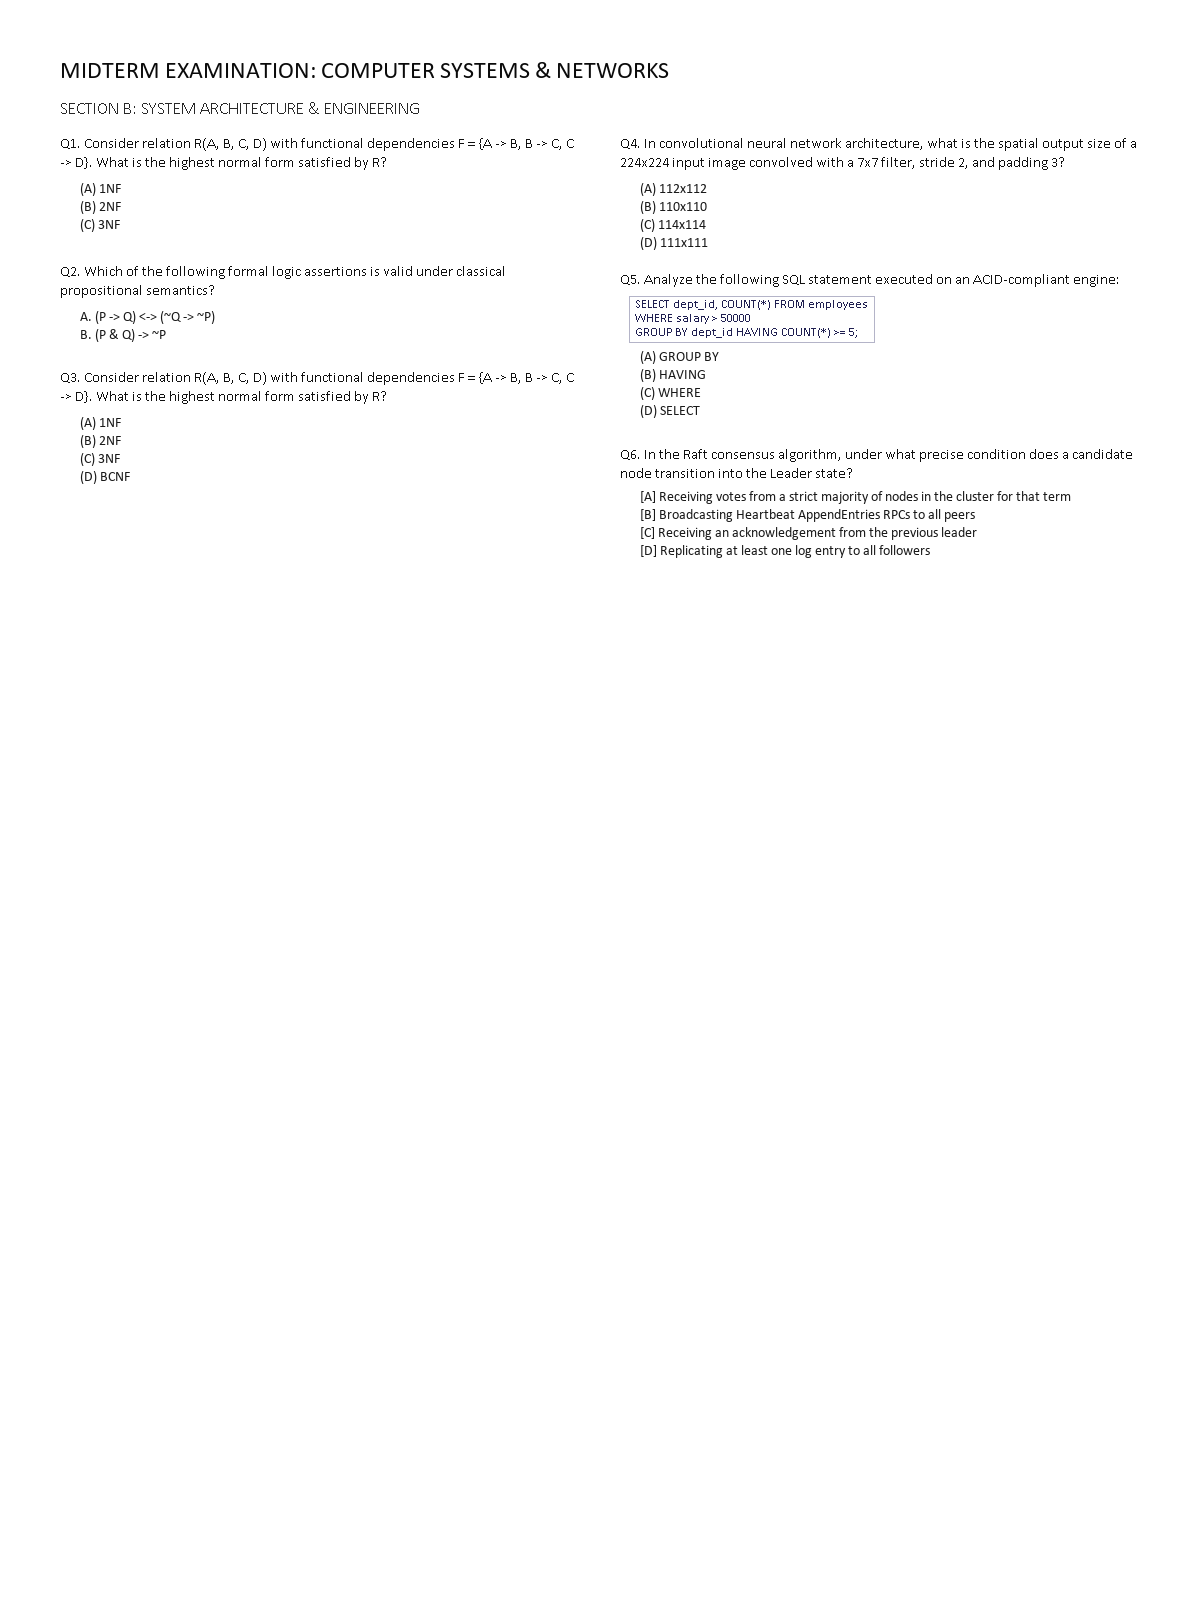 MIDTERM EXAMINATION: COMPUTER SYSTEMS & NETWORKS
SECTION B: SYSTEM ARCHITECTURE & ENGINEERING
Q1. Consider relation R(A, B, C, D) with functional dependencies F = {A -> B, B -> C, C
-> D}. What is the highest normal form satisfied by R?
(A) 1NF
(B) 2NF
(C) 3NF
Q2. Which of the following formal logic assertions is valid under classical
propositional semantics?
A. (P -> Q) <-> (~Q -> ~P)
B. (P & Q) -> ~P
Q3. Consider relation R(A, B, C, D) with functional dependencies F = {A -> B, B -> C, C
-> D}. What is the highest normal form satisfied by R?
(A) 1NF
(B) 2NF
(C) 3NF
(D) BCNF
Q4. In convolutional neural network architecture, what is the spatial output size of a
224x224 input image convolved with a 7x7 filter, stride 2, and padding 3?
(A) 112x112
(B) 110x110
(C) 114x114
(D) 111x111
Q5. Analyze the following SQL statement executed on an ACID-compliant engine:
SELECT dept_id, COUNT(*) FROM employees
WHERE salary > 50000
GROUP BY dept_id HAVING COUNT(*) >= 5;
(A) GROUP BY
(B) HAVING
(C) WHERE
(D) SELECT
Q6. In the Raft consensus algorithm, under what precise condition does a candidate
node transition into the Leader state?
[A] Receiving votes from a strict majority of nodes in the cluster for that term
[B] Broadcasting Heartbeat AppendEntries RPCs to all peers
[C] Receiving an acknowledgement from the previous leader
[D] Replicating at least one log entry to all followers